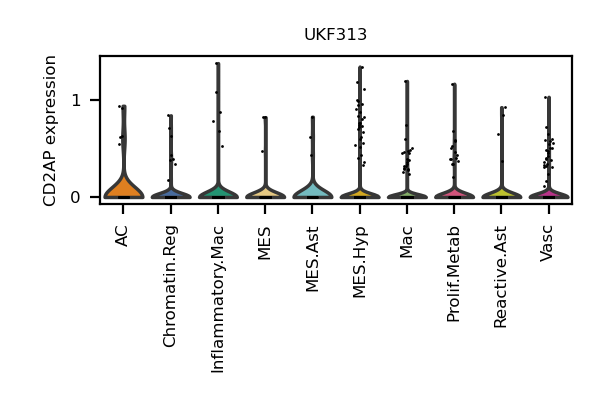 UKF313
CD2AP expression
1
0
AC
Chromatin.Reg
Inflammatory.Mac
MES
MES.Ast
MES.Hyp
Mac
Prolif.Metab
Reactive.Ast
Vasc